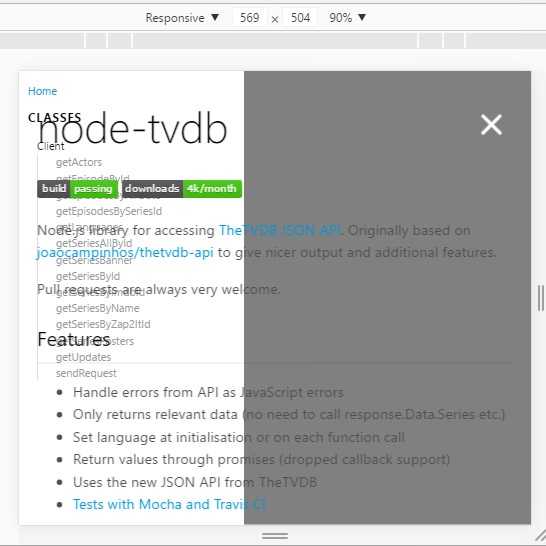 Responsive ▼ 569 × 504 90% ▼
Home
CLASSES
node-tvdb
Client
getActors
getEpisodeById
build passing downloads 4k/month
getEpisodesBySeriesId
getLanguages
Node.js library for accessing TheTVDB JSON API. Originally based on
getSeriesAllById
joaocampinhos/thetvdb-api to give nicer output and additional features.
getSeriesBanner
getSeriesById
Pull requests are always very welcome.
getSeriesByImdbId
getSeriesByName
getSeriesByZap2ItId
Features
getUpdates
sendRequest
Handle errors from API as JavaScript errors
Only returns relevant data (no need to call response.Data.Series etc.)
Set language at initialisation or on each function call
Return values through promises (dropped callback support)
Uses the new JSON API from TheTVDB
Tests with Mocha and Travis CI